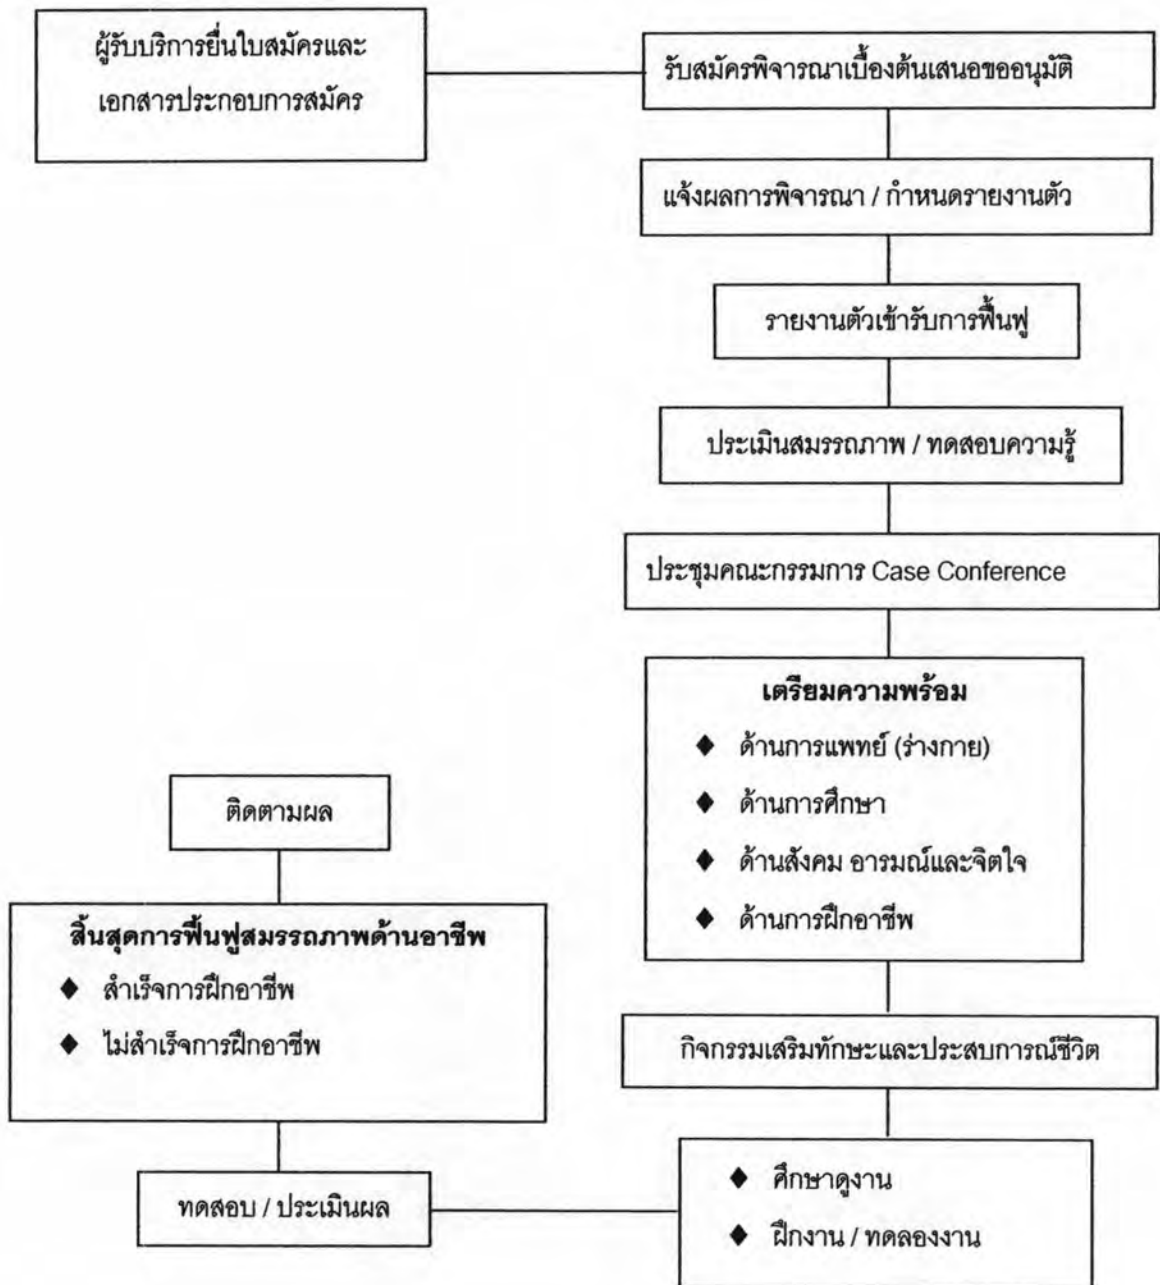 ผู้รับบริการยื่นใบสมัครและ
เอกสารประกอบการสมัคร
รับสมัครพิจารณาเบื้องต้นเสนอขออนุมัติ
แจ้งผลการพิจารณา / กำหนดรายงานตัว
รายงานตัวเข้ารับการฟื้นฟู
ประเมินสมรรถภาพ / ทดสอบความรู้
ประชุมคณะกรรมการ Case Conference
เตรียมความพร้อม
◆ ด้านการแพทย์ (ร่างกาย)
◆ ด้านการศึกษา
◆ ด้านสังคม อารมณ์และจิตใจ
◆ ด้านการฝึกอาชีพ
กิจกรรมเสริมทักษะและประสบการณ์ชีวิต
◆ ศึกษาดูงาน
◆ ฝึกงาน / ทดลองงาน
ทดสอบ / ประเมินผล
สิ้นสุดการฟื้นฟูสมรรถภาพด้านอาชีพ
◆ สำเร็จการฝึกอาชีพ
◆ ไม่สำเร็จการฝึกอาชีพ
ติดตามผล